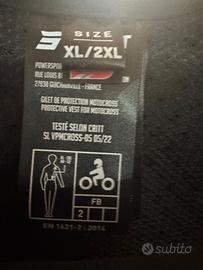 S SIZE
XL/2XL
POWERSPO
RUE LOUIS B
27930 GUICHAINVILLE - FRANCE
GILET DE PROTECTION MOTOCROSS
PROTECTIVE VEST FOR MOTOCROSS
TESTÉ SELON CRITT
SL VPMCROSS-05 05/22
FB
2
EN 1621-2 : 2014
subito